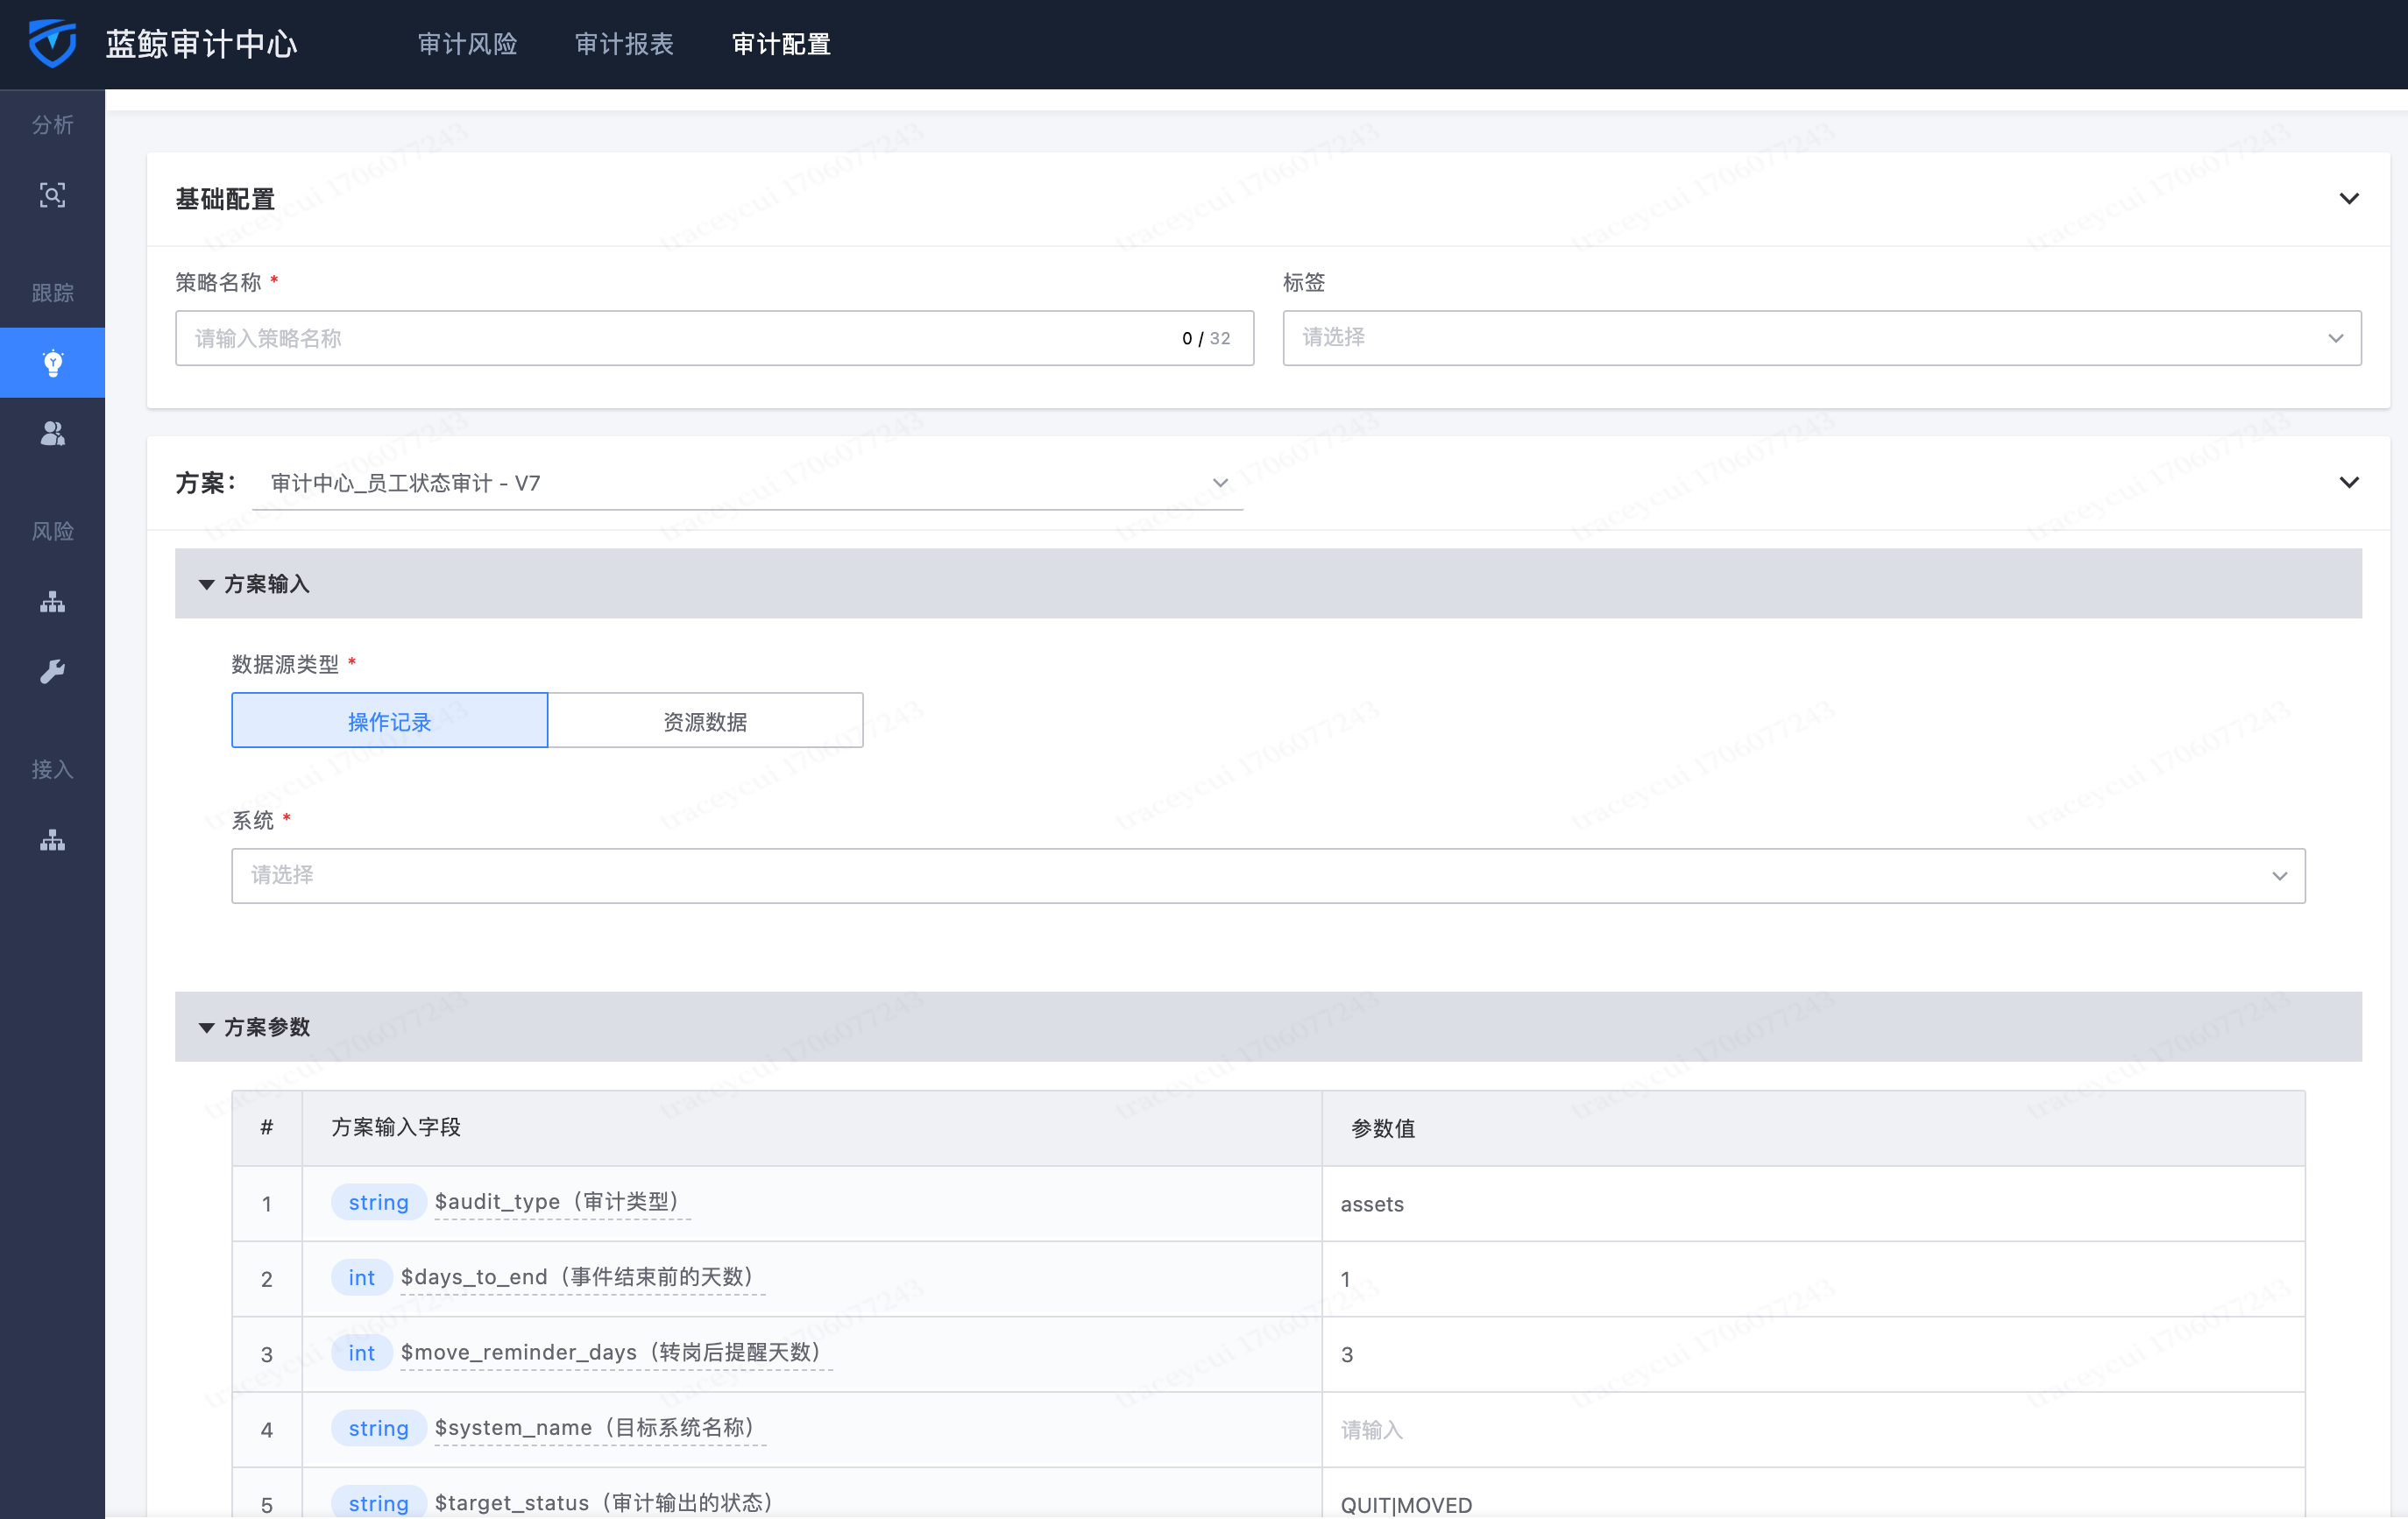 蓝鲸审计中心
审计风险 审计报表 审计配置
分析
跟踪
风险
接入
基础配置
策略名称 *
请输入策略名称 0 / 32
标签
请选择
方案： 审计中心_员工状态审计 - V7
方案输入
数据源类型 *
操作记录 资源数据
系统 *
请选择
方案参数
# 方案输入字段 参数值
1 string $audit_type（审计类型） assets
2 int $days_to_end（事件结束前的天数） 1
3 int $move_reminder_days（转岗后提醒天数） 3
4 string $system_name（目标系统名称） 请输入
5 string $target_status（审计输出的状态） QUIT|MOVED
traceycui 1706077243